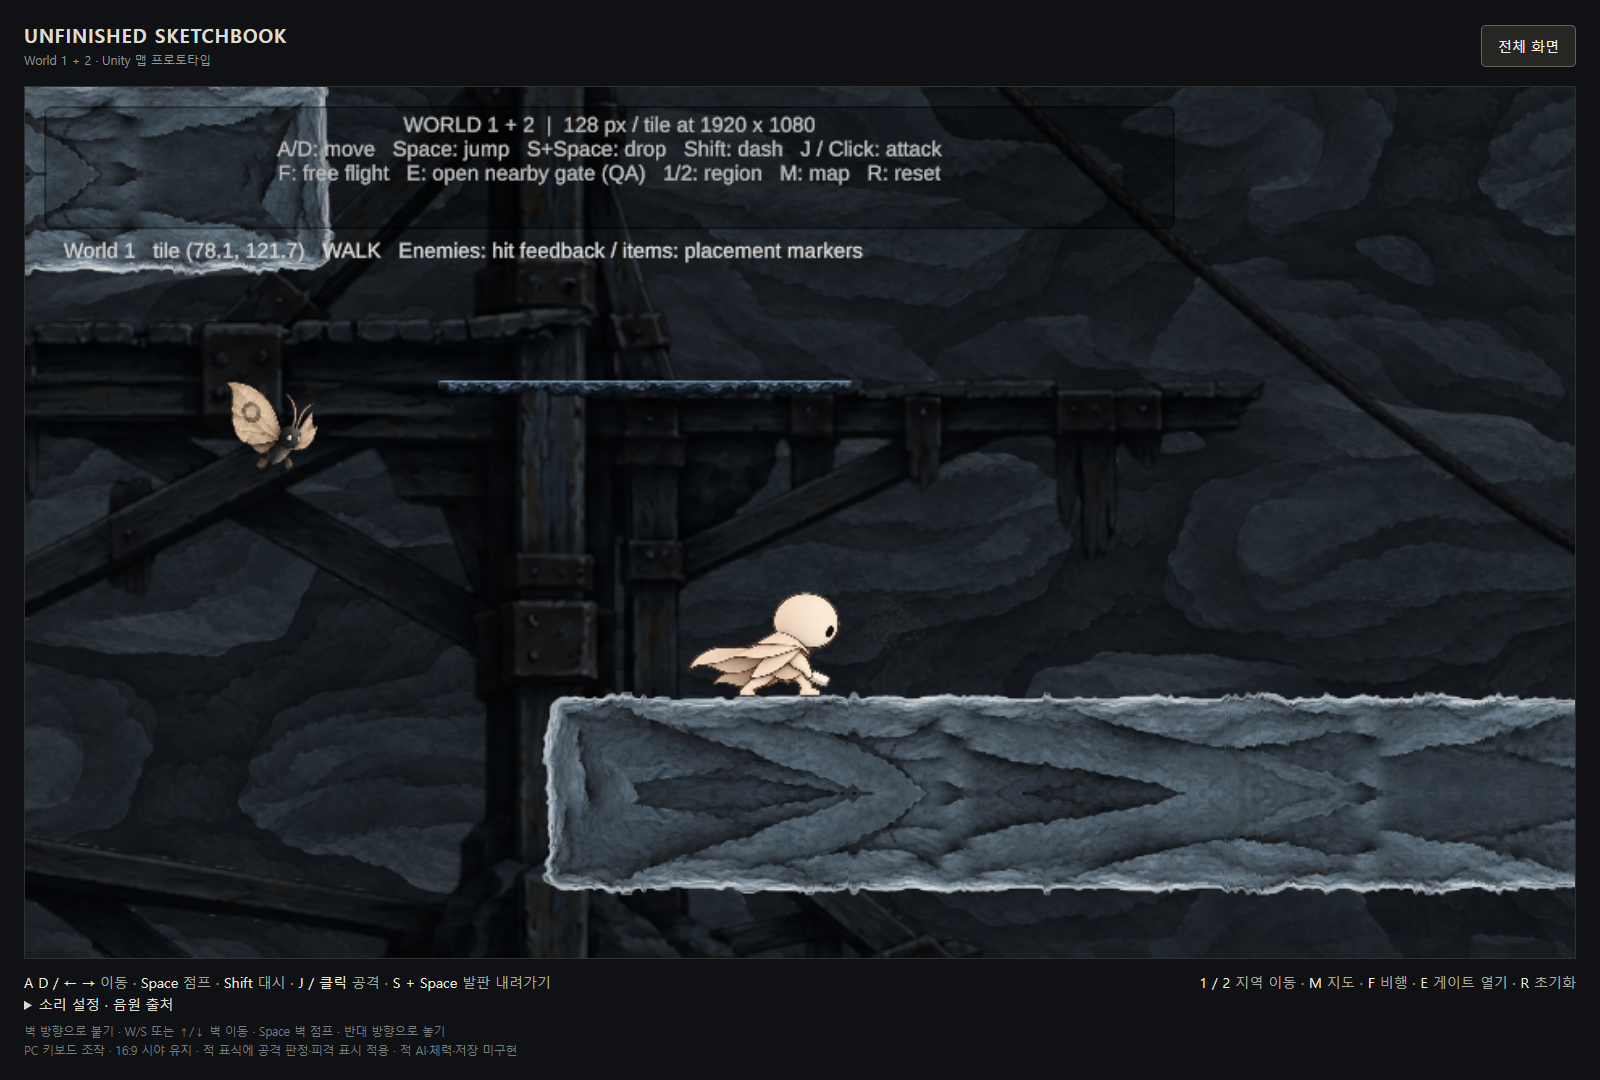 UNFINISHED SKETCHBOOK
World 1 + 2 · Unity 맵 프로토타입
전체 화면
WORLD 1 + 2 | 128 px / tile at 1920 x 1080
A/D: move Space: jump S+Space: drop Shift: dash J / Click: attack
F: free flight E: open nearby gate (QA) 1/2: region M: map R: reset
World 1 tile (78.1, 121.7) WALK Enemies: hit feedback / items: placement markers
A D / ← → 이동 · Space 점프 · Shift 대시 · J / 클릭 공격 · S + Space 발판 내려가기
1 / 2 지역 이동 · M 지도 · F 비행 · E 게이트 열기 · R 초기화
▶ 소리 설정 · 음원 출처
벽 방향으로 붙기 · W/S 또는 ↑/↓ 벽 이동 · Space 벽 점프 · 반대 방향으로 놓기
PC 키보드 조작 · 16:9 시야 유지 · 적 표식에 공격 판정·피격 표시 적용 · 적 AI·체력·저장 미구현